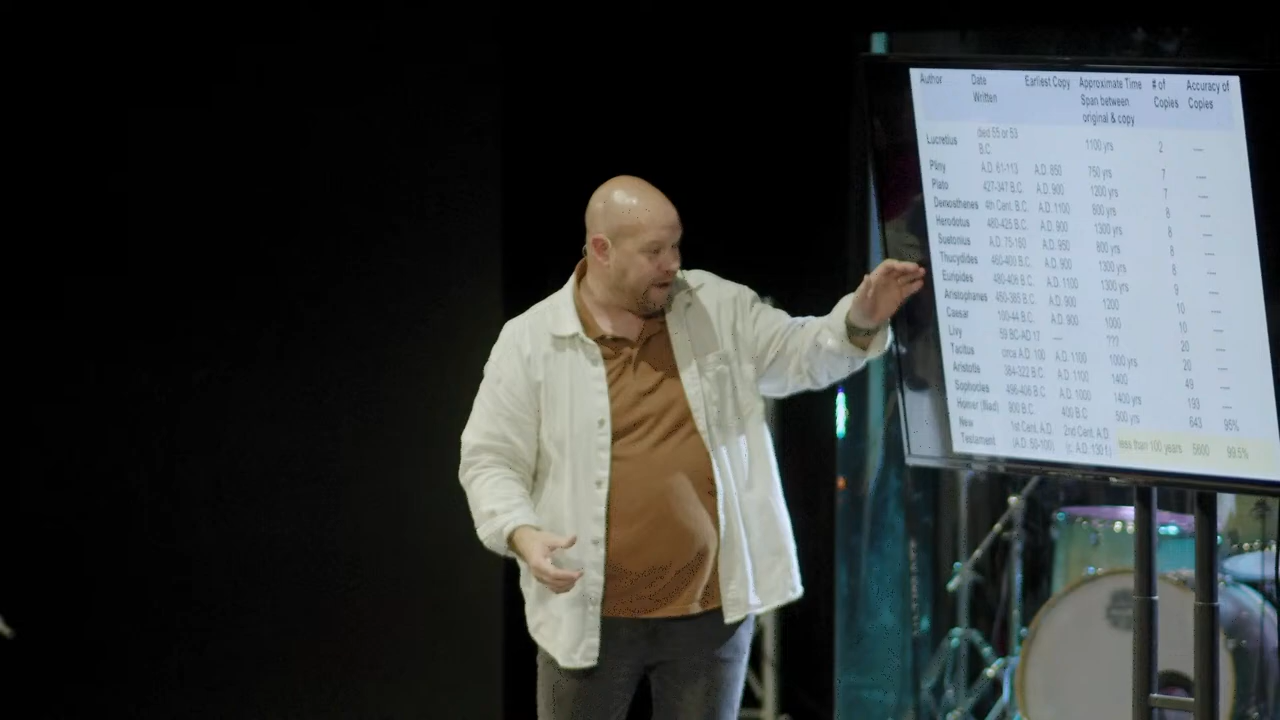 Author Date Written Earliest Copy Approximate Time Span between original & copy # of Copies Accuracy of Copies
Lucretius died 55 or 53 B.C. 1100 yrs 2 ----
Pliny A.D. 61-113 A.D. 850 750 yrs 7 ----
Plato 427-347 B.C. A.D. 900 1200 yrs 7 ----
Demosthenes 4th Cent. B.C. A.D. 1100 800 yrs 8 ----
Herodotus 480-425 B.C. A.D. 900 1300 yrs 8 ----
Suetonius A.D. 75-160 A.D. 950 800 yrs 8 ----
Thucydides 460-400 B.C. A.D. 900 1300 yrs 8 ----
Euripides 480-406 B.C. A.D. 1100 1300 yrs 9 ----
Aristophanes 450-385 B.C. A.D. 900 1200 10 ----
Caesar 100-44 B.C. A.D. 900 1000 10 ----
Livy 59 BC-AD 17 ---- ??? 20 ----
Tacitus circa A.D. 100 A.D. 1100 1000 yrs 20 ----
Aristotle 384-322 B.C. A.D. 1100 1400 49 ----
Sophocles 496-406 B.C. A.D. 1000 1400 yrs 193 ----
Homer (Iliad) 900 B.C. 400 B.C 500 yrs 643 95%
New Testament 1st Cent. A.D. (A.D. 50-100) 2nd Cent. A.D. (c. A.D. 130 f.) less than 100 years 5600 99.5%